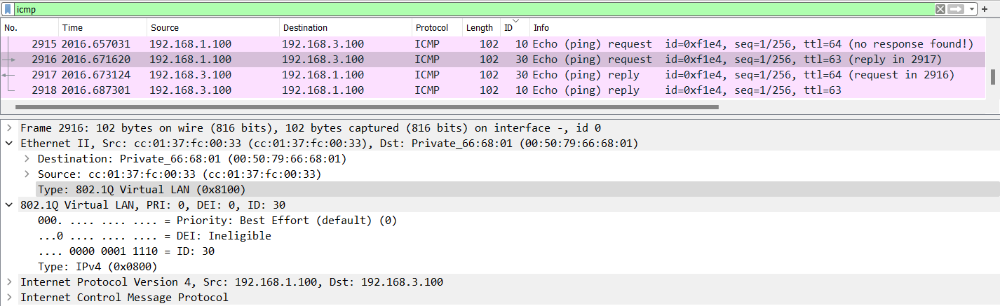 icmp
No. Time Source Destination Protocol Length ID Info
2915 2016.657031 192.168.1.100 192.168.3.100 ICMP 102 10 Echo (ping) request id=0xf1e4, seq=1/256, ttl=64 (no response found!)
2916 2016.671620 192.168.1.100 192.168.3.100 ICMP 102 30 Echo (ping) request id=0xf1e4, seq=1/256, ttl=63 (reply in 2917)
2917 2016.673124 192.168.3.100 192.168.1.100 ICMP 102 30 Echo (ping) reply id=0xf1e4, seq=1/256, ttl=64 (request in 2916)
2918 2016.687301 192.168.3.100 192.168.1.100 ICMP 102 10 Echo (ping) reply id=0xf1e4, seq=1/256, ttl=63
Frame 2916: 102 bytes on wire (816 bits), 102 bytes captured (816 bits) on interface -, id 0
Ethernet II, Src: cc:01:37:fc:00:33 (cc:01:37:fc:00:33), Dst: Private_66:68:01 (00:50:79:66:68:01)
Destination: Private_66:68:01 (00:50:79:66:68:01)
Source: cc:01:37:fc:00:33 (cc:01:37:fc:00:33)
Type: 802.1Q Virtual LAN (0x8100)
802.1Q Virtual LAN, PRI: 0, DEI: 0, ID: 30
000. .... .... .... = Priority: Best Effort (default) (0)
...0 .... .... .... = DEI: Ineligible
.... 0000 0001 1110 = ID: 30
Type: IPv4 (0x0800)
Internet Protocol Version 4, Src: 192.168.1.100, Dst: 192.168.3.100
Internet Control Message Protocol